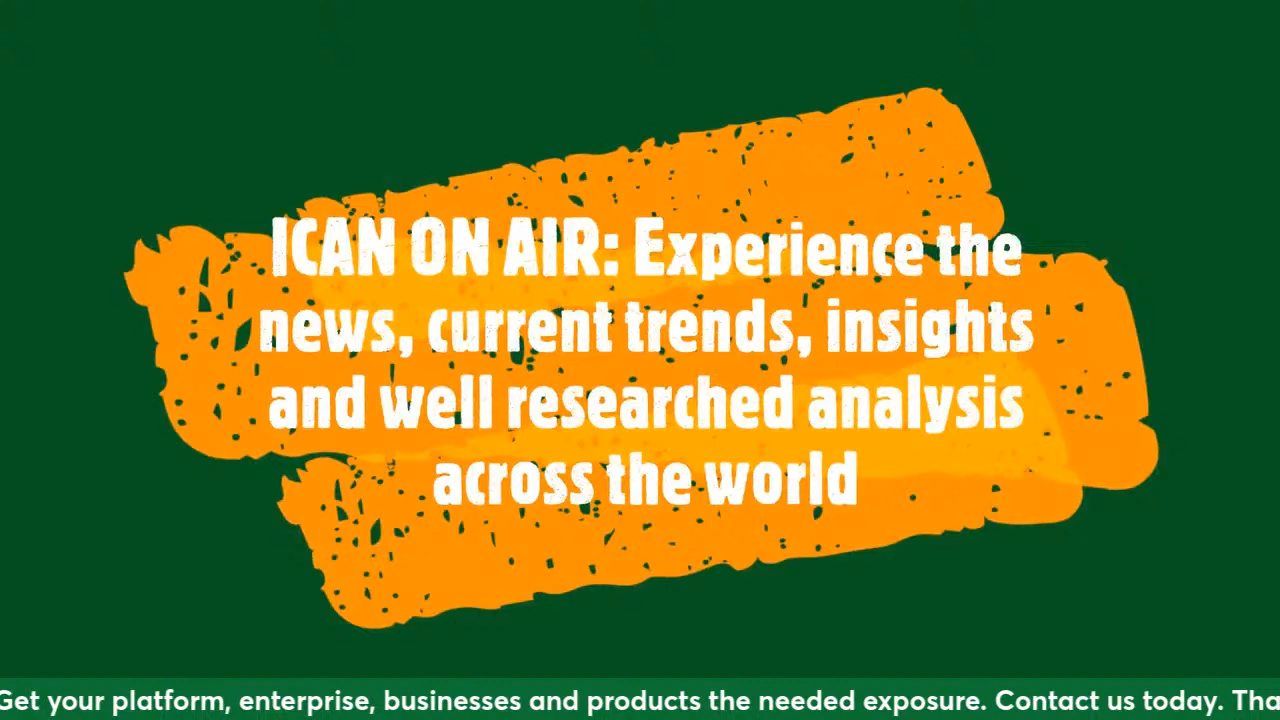 ICAN ON AIR: Experience the
news, current trends, insights
and well researched analysis
across the world
Get your platform, enterprise, businesses and products the needed exposure. Contact us today.